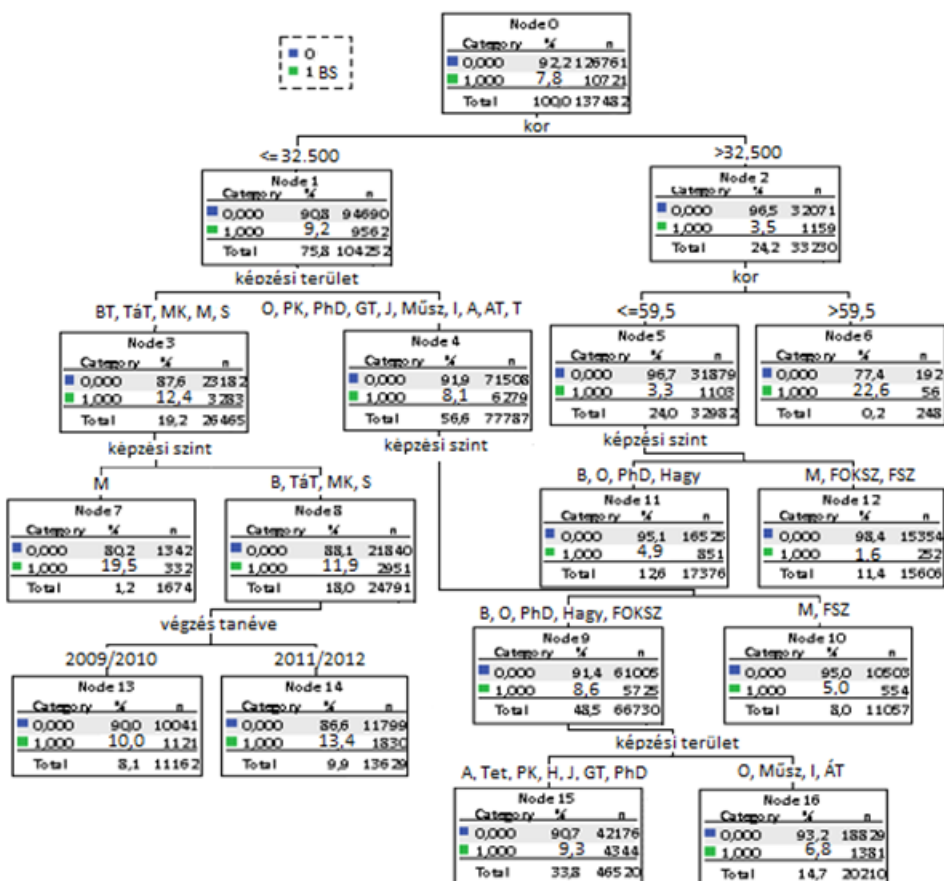 0
1 BS
Node 0
Category % n
0,000 92,2 126761
1,000 7,8 10721
Total 100,0 137482
kor
<= 32.500
>32,500
Node 1
Category % n
0,000 90,8 94690
1,000 9,2 9562
Total 75,8 104252
Node 2
Category % n
0,000 96,5 32071
1,000 3,5 1159
Total 24,2 33230
képzési terület
kor
BT, TáT, MK, M, S
O, PK, PhD, GT, J, Műsz, I, A, AT, T
<=59,5
>59,5
Node 3
Category % n
0,000 87,6 23182
1,000 12,4 3283
Total 19,2 26465
Node 4
Category % n
0,000 91,9 71508
1,000 8,1 6279
Total 56,6 77787
Node 5
Category % n
0,000 96,7 31879
1,000 3,3 1103
Total 24,0 32982
Node 6
Category % n
0,000 77,4 192
1,000 22,6 56
Total 0,2 248
képzési szint
képzési szint
M
B, TáT, MK, S
B, O, PhD, Hagy
M, FOKSZ, FSZ
Node 7
Category % n
0,000 80,2 1342
1,000 19,5 332
Total 1,2 1674
Node 8
Category % n
0,000 88,1 21840
1,000 11,9 2951
Total 18,0 24791
Node 11
Category % n
0,000 95,1 16525
1,000 4,9 851
Total 12,6 17376
Node 12
Category % n
0,000 98,4 15354
1,000 1,6 252
Total 11,4 15606
végzés tanéve
B, O, PhD, Hagy, FOKSZ
M, FSZ
Node 9
Category % n
0,000 91,4 61005
1,000 8,6 5725
Total 48,5 66730
Node 10
Category % n
0,000 95,0 10503
1,000 5,0 554
Total 8,0 11057
2009/2010
2011/2012
Node 13
Category % n
0,000 90,0 10041
1,000 10,0 1121
Total 8,1 11162
Node 14
Category % n
0,000 86,6 11799
1,000 13,4 1830
Total 9,9 13629
képzési terület
A, Tet, PK, H, J, GT, PhD
O, Műsz, I, ÁT
Node 15
Category % n
0,000 90,7 42176
1,000 9,3 4344
Total 33,8 46520
Node 16
Category % n
0,000 93,2 18829
1,000 6,8 1381
Total 14,7 20210